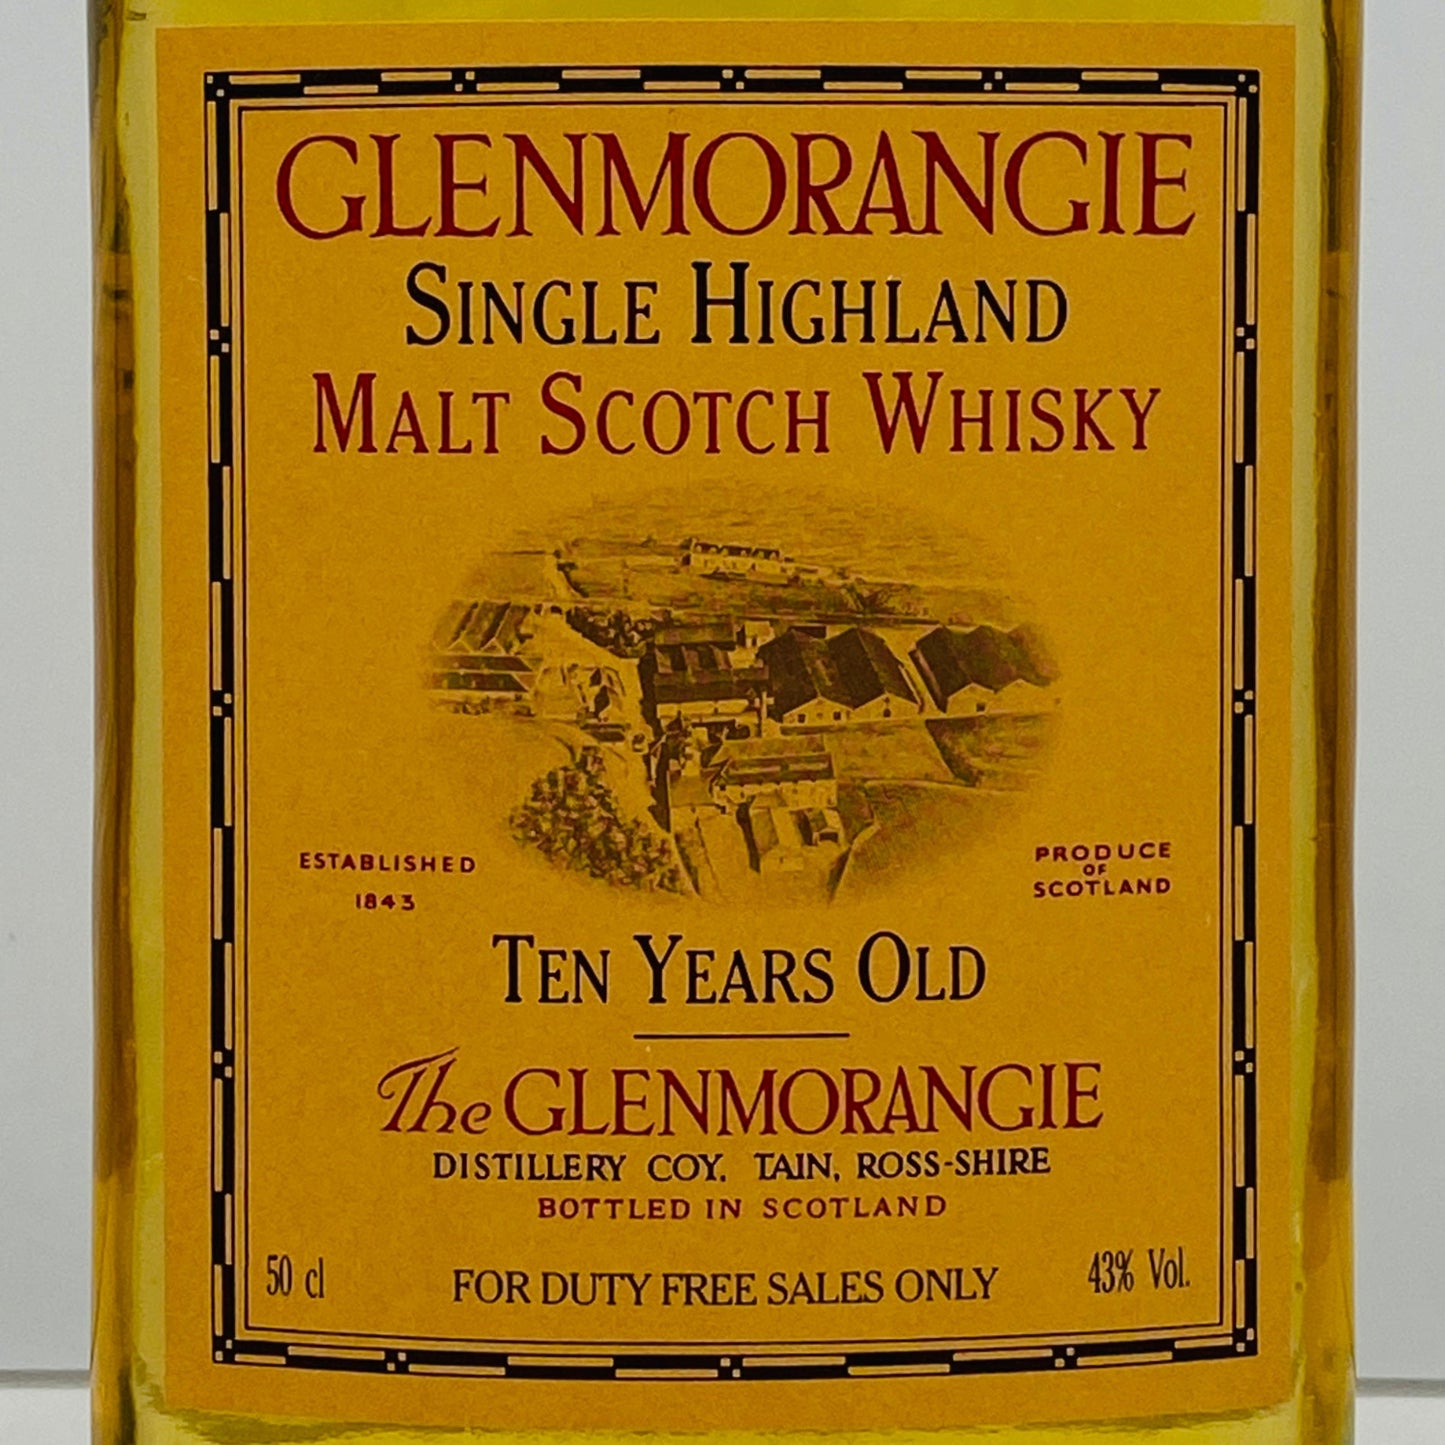 GLENMORANGIE
SINGLE HIGHLAND
MALT SCOTCH WHISKY
ESTABLISHED
1843
PRODUCE
OF
SCOTLAND
TEN YEARS OLD
The GLENMORANGIE
DISTILLERY COY. TAIN, ROSS-SHIRE
BOTTLED IN SCOTLAND
50 cl FOR DUTY FREE SALES ONLY 43% Vol.